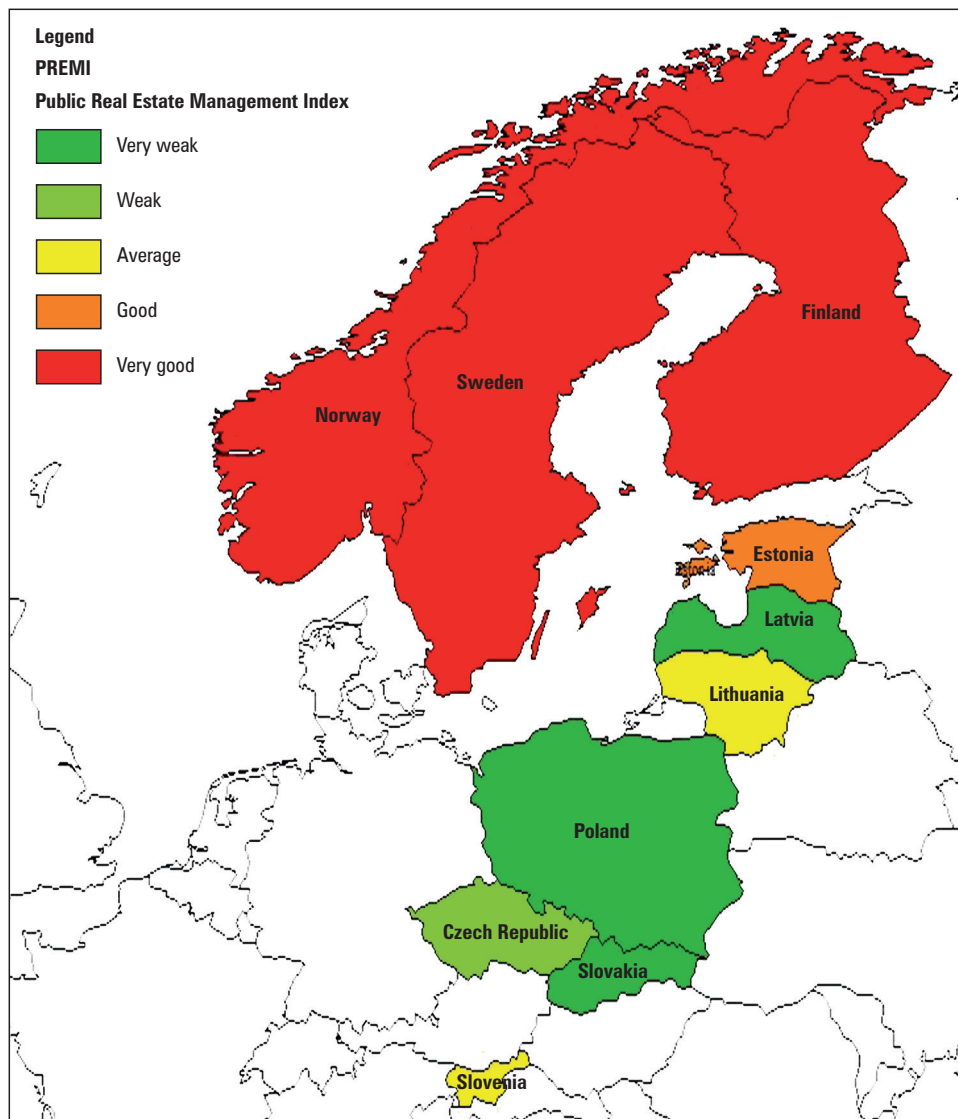 Legend
PREMI
Public Real Estate Management Index
Very weak
Weak
Average
Good
Very good
Finland
Sweden
Norway
Estonia
Estonia
Latvia
Lithuania
Poland
Czech Republic
Slovakia
Slovenia